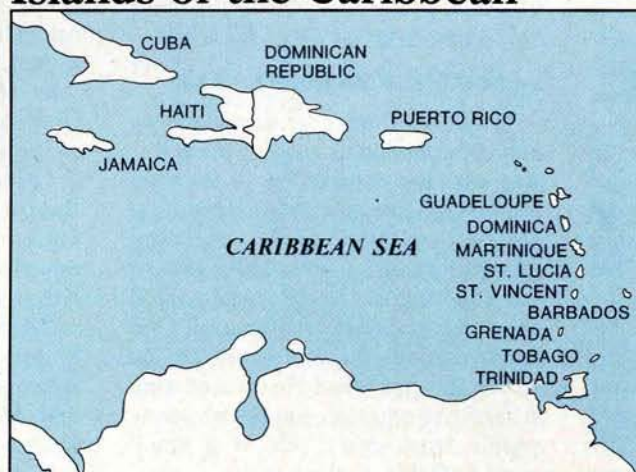 Islands of the Caribbean
CUBA
DOMINICAN
REPUBLIC
HAITI
PUERTO RICO
JAMAICA
GUADELOUPE
DOMINICA
CARIBBEAN SEA
MARTINIQUE
ST. LUCIA
ST. VINCENT
BARBADOS
GRENADA
TOBAGO
TRINIDAD